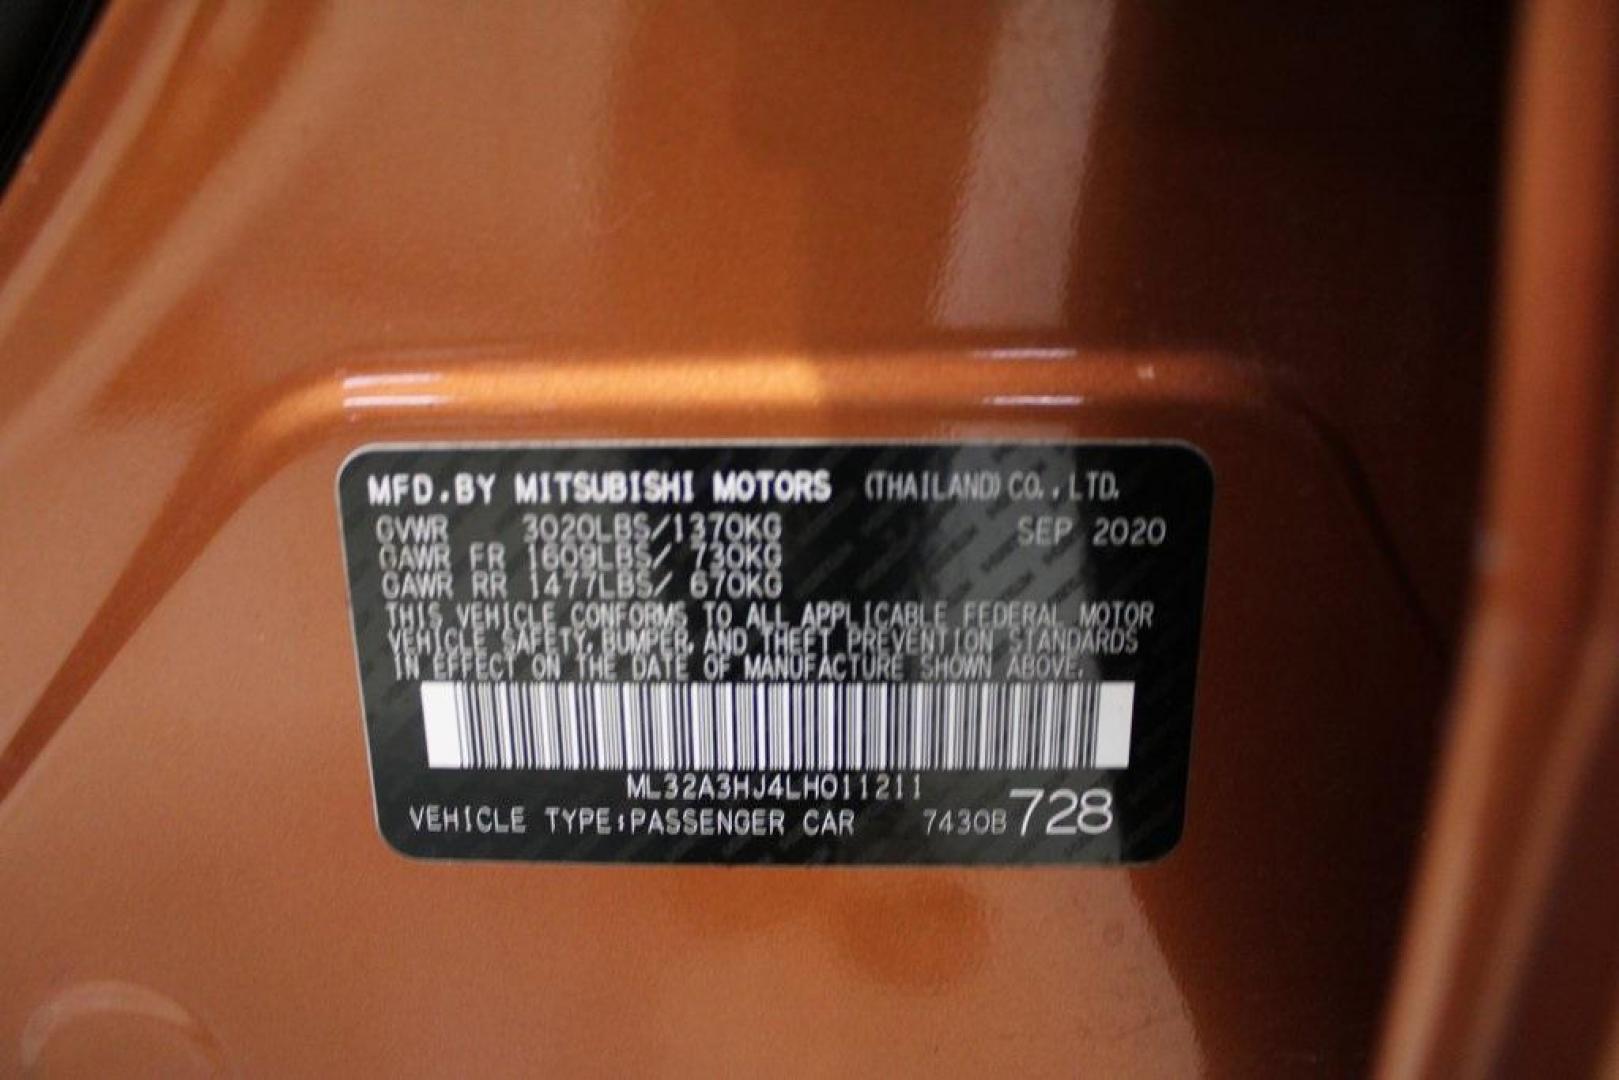 MFD.BY MITSUBISHI MOTORS (THAILAND) CO.,LTD.
GVWR 3020LBS/1370KG SEP 2020
GAWR FR 1609LBS/ 730KG
GAWR RR 1477LBS/ 670KG
THIS VEHICLE CONFORMS TO ALL APPLICABLE FEDERAL MOTOR
VEHICLE SAFETY, BUMPER, AND THEFT PREVENTION STANDARDS
IN EFFECT ON THE DATE OF MANUFACTURE SHOWN ABOVE.
ML32A3HJ4LH011211
VEHICLE TYPE:PASSENGER CAR 7430B 728